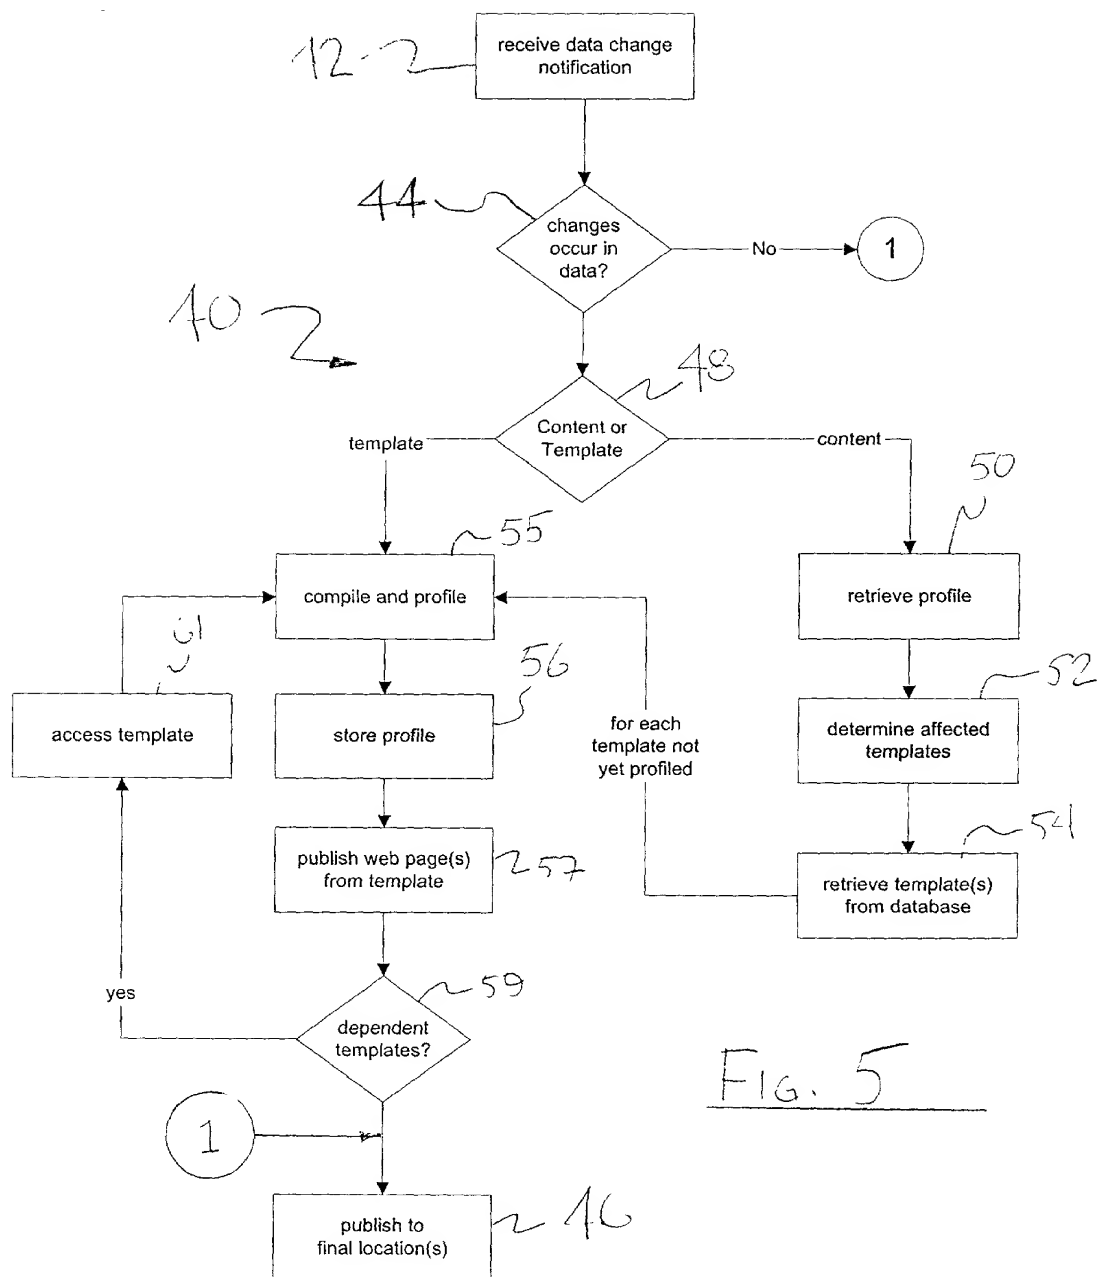 42
receive data change
notification
44
changes
occur in
data?
No
1
40
48
Content or
Template
template
content
50
55
compile and profile
retrieve profile
56
52
access template
store profile
for each
template not
yet profiled
determine affected
templates
54
publish web page(s)
from template
57
retrieve template(s)
from database
59
yes
dependent
templates?
FIG. 5
1
46
publish to
final location(s)